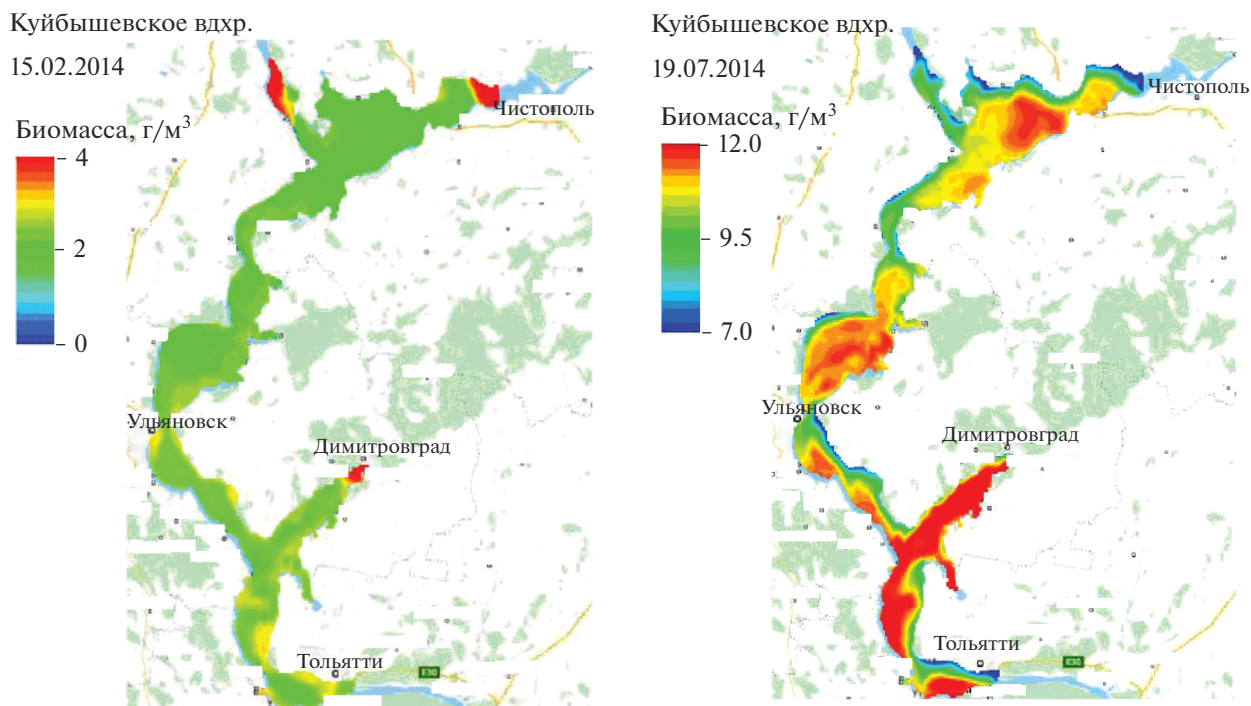 Куйбышевское вдхр.
15.02.2014
Биомасса, г/м³
4
2
0
Чистополь
Ульяновск
Димитровград
Тольятти
E30
Куйбышевское вдхр.
19.07.2014
Биомасса, г/м³
12.0
9.5
7.0
Чистополь
Ульяновск
Димитровград
Тольятти
E30